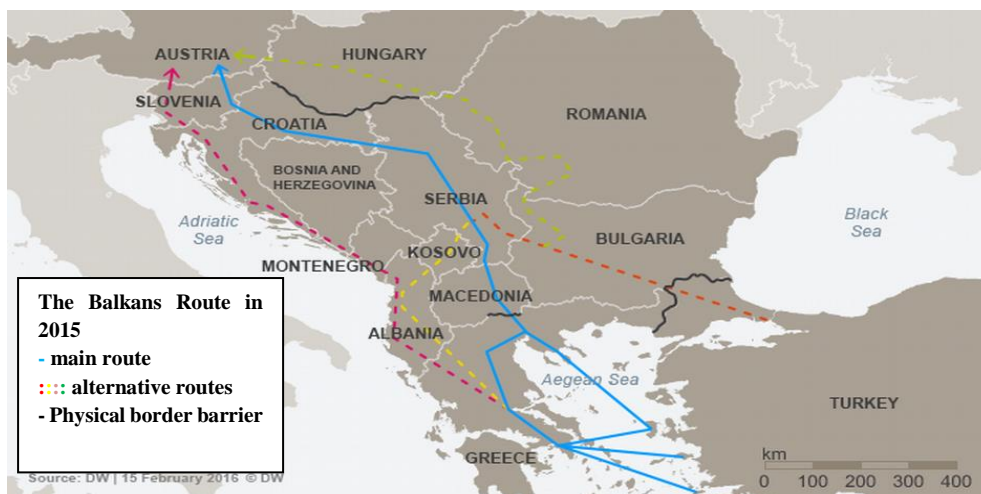 AUSTRIA
HUNGARY
SLOVENIA
CROATIA
ROMANIA
BOSNIA AND
HERZEGOVINA
SERBIA
Adriatic
Sea
Black
Sea
BULGARIA
KOSOVO
MONTENEGRO
MACEDONIA
ALBANIA
Aegean Sea
TURKEY
GREECE
The Balkans Route in
2015
- main route
:::: alternative routes
- Physical border barrier
km
0 100 200 300 400
Source: DW | 15 February 2016 © DW